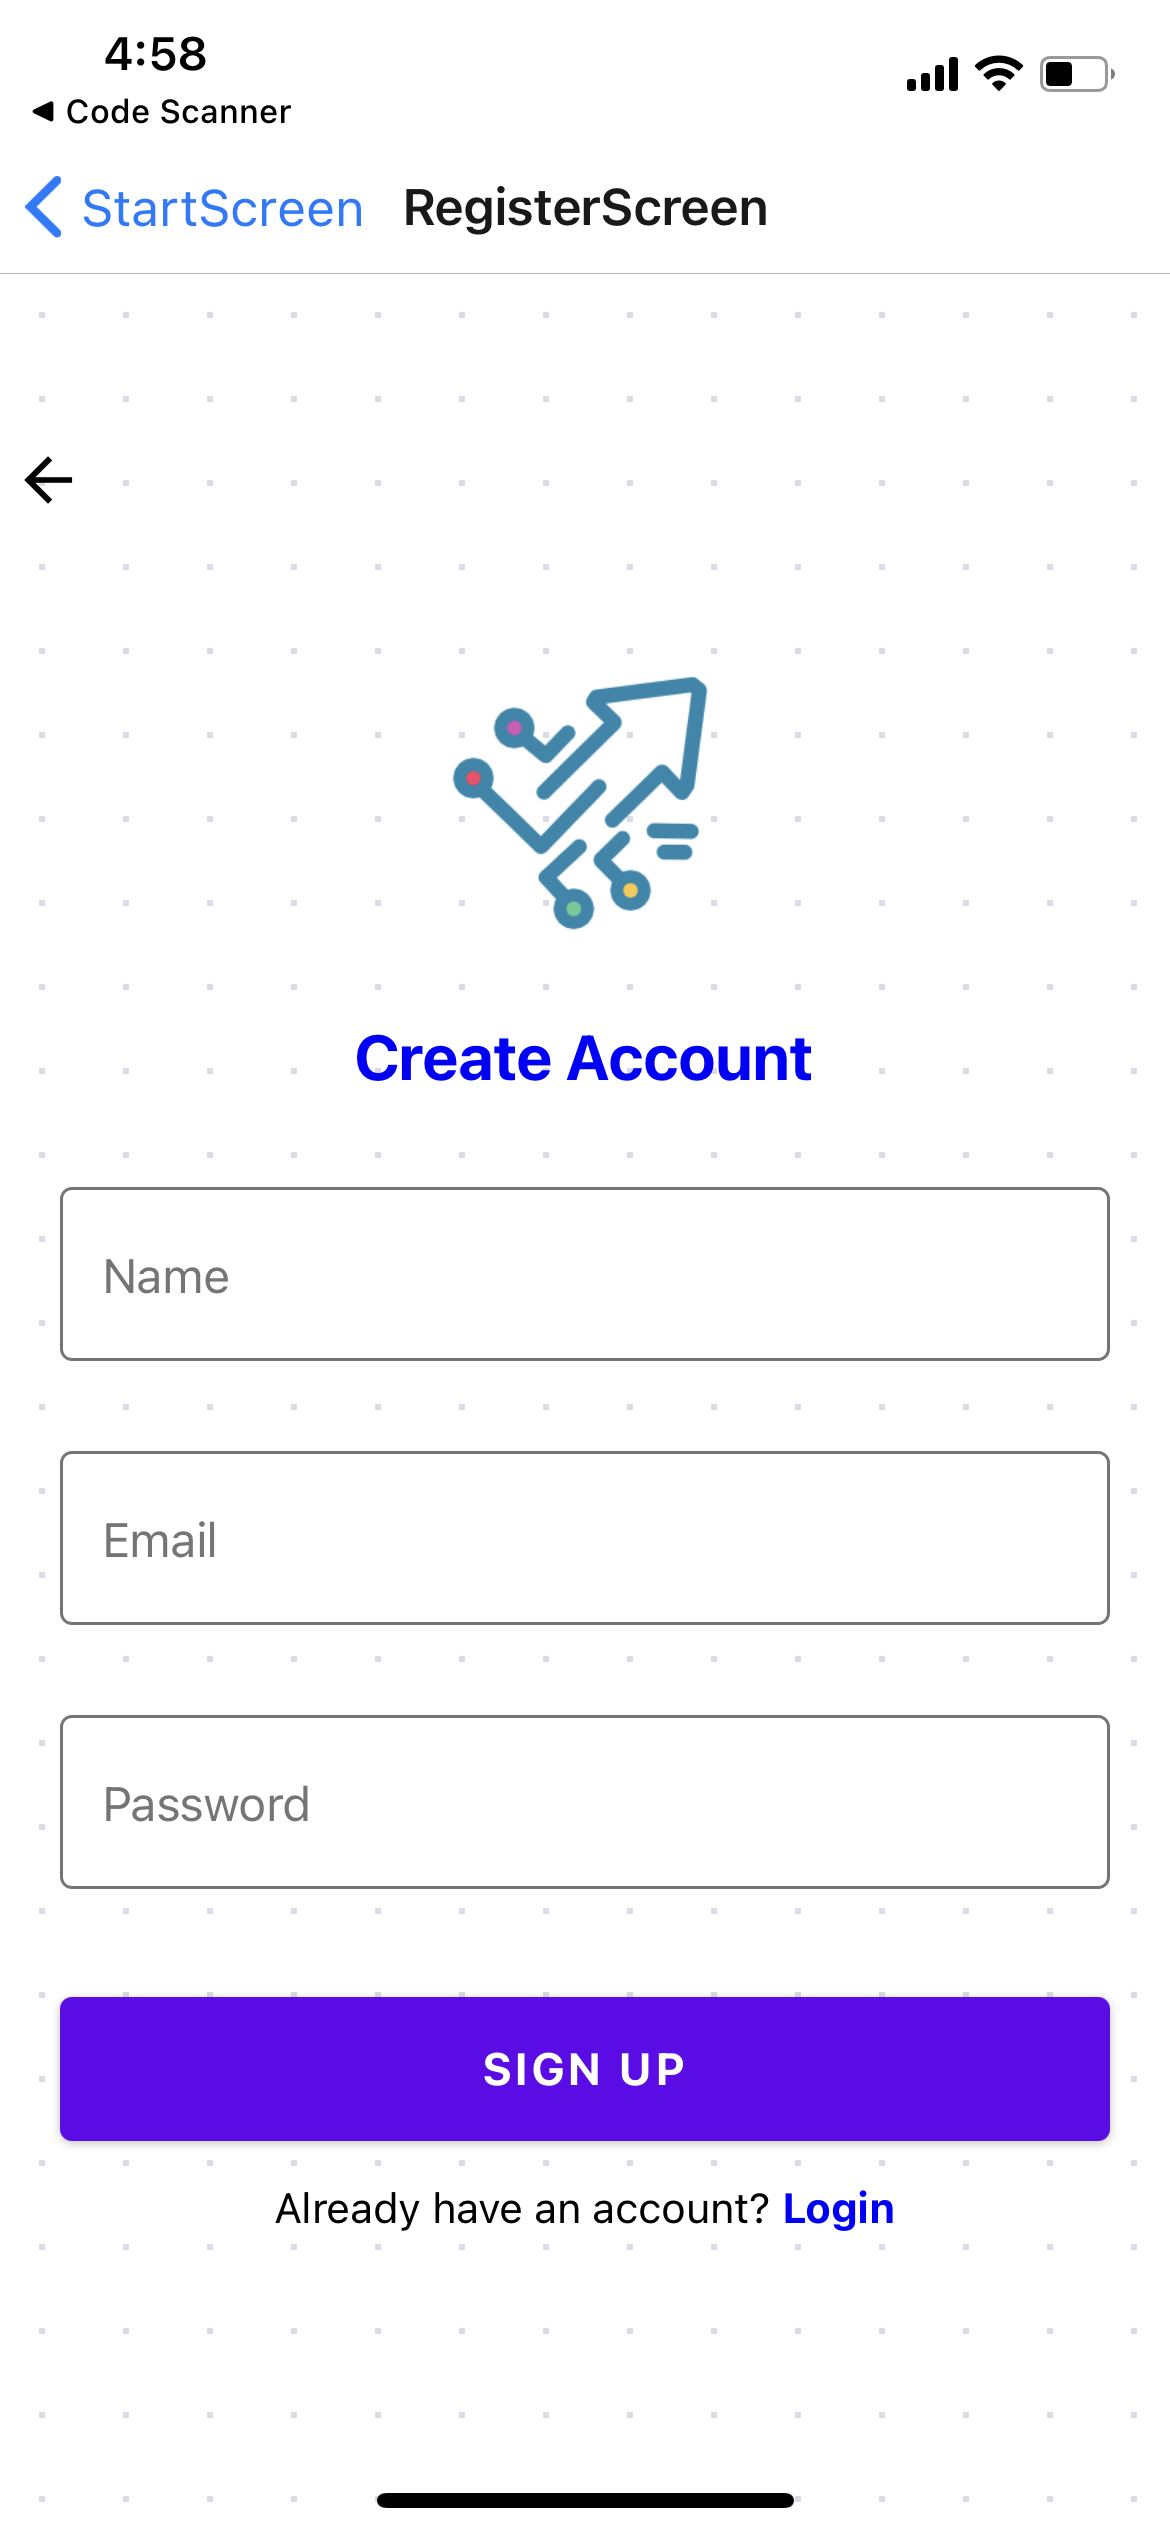 4:58
Code Scanner
StartScreen RegisterScreen
Create Account
Name
Email
Password
SIGN UP
Already have an account? Login